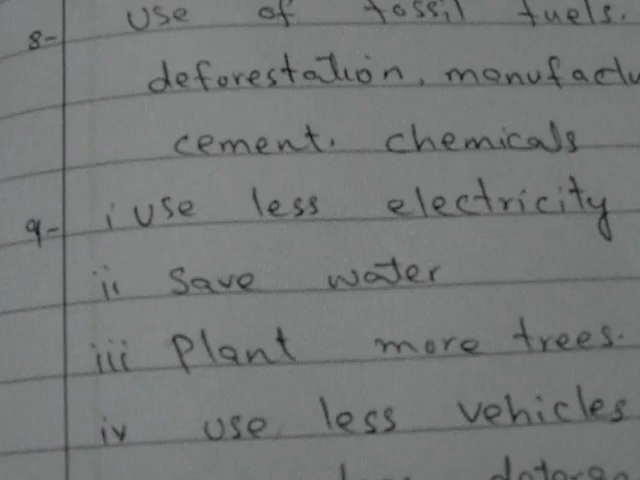 8- use of fossil fuels.
deforestation, manufactu
cement. chemicals
9- i use less electricity
ii Save water
iii Plant more trees.
iv use less vehicles